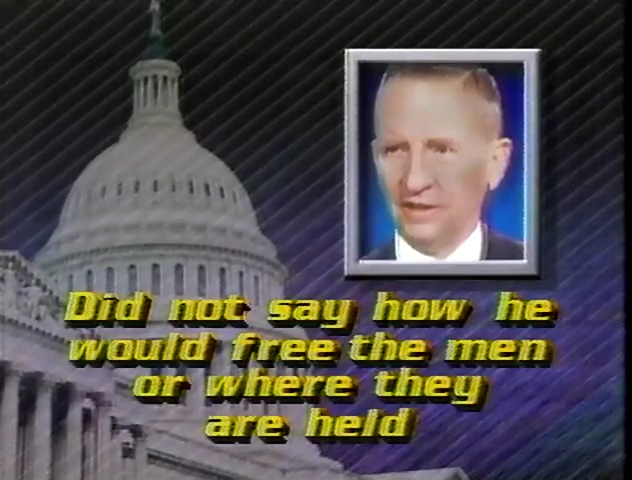 Did not say how he
would free the men
or where they
are held